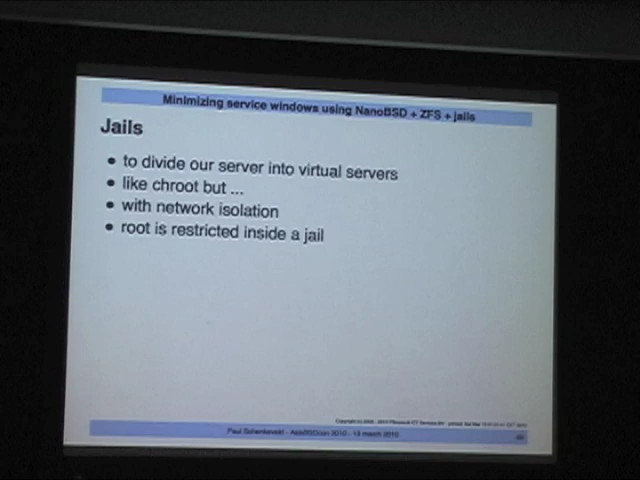 Minimizing service windows using NanoBSD + ZFS + jails
Jails
• to divide our server into virtual servers
• like chroot but ...
• with network isolation
• root is restricted inside a jail
Paul Schenkeveld - AsiaBSDCon 2010 - 13 march 2010